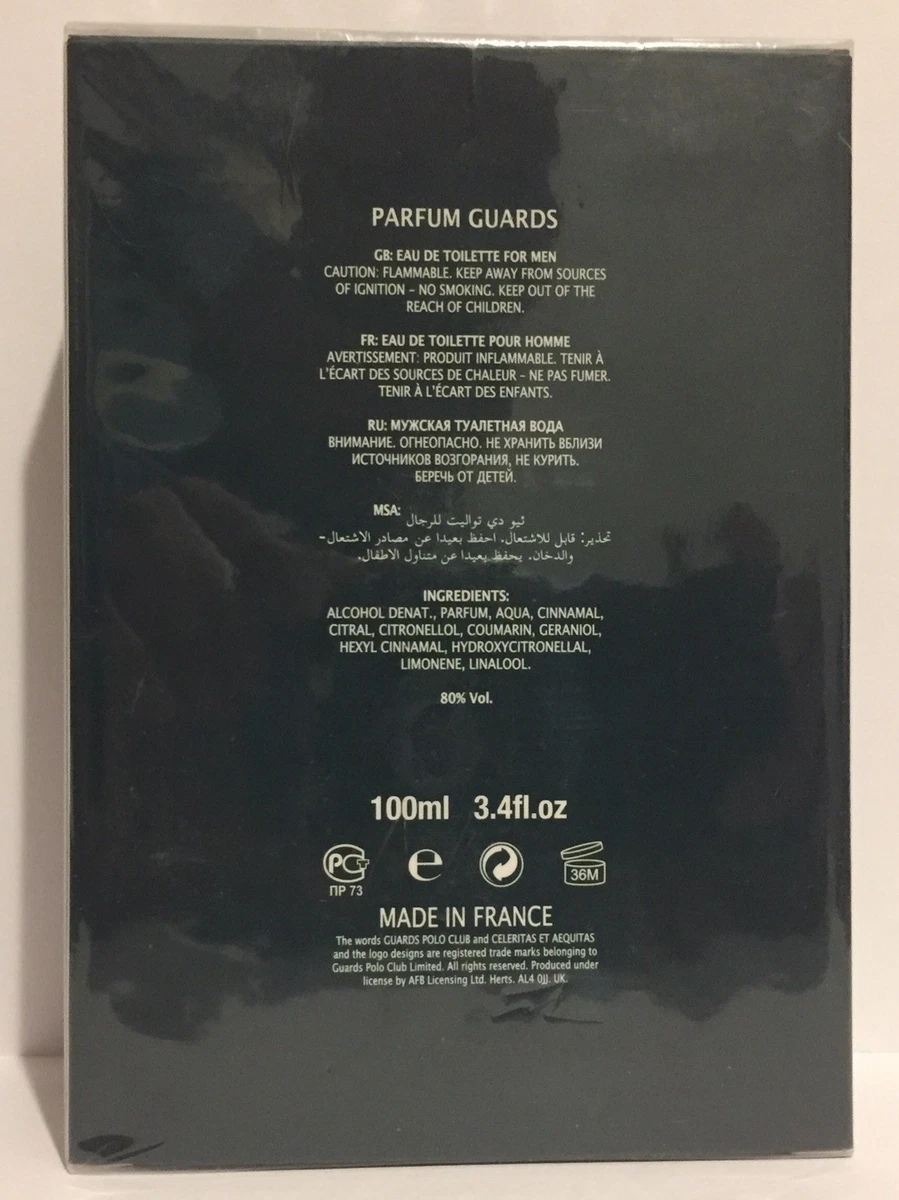 PARFUM GUARDS
GB: EAU DE TOILETTE FOR MEN
CAUTION: FLAMMABLE. KEEP AWAY FROM SOURCES
OF IGNITION – NO SMOKING. KEEP OUT OF THE
REACH OF CHILDREN.
FR: EAU DE TOILETTE POUR HOMME
AVERTISSEMENT: PRODUIT INFLAMMABLE. TENIR À
L'ÉCART DES SOURCES DE CHALEUR – NE PAS FUMER.
TENIR À L'ÉCART DES ENFANTS.
RU: МУЖСКАЯ ТУАЛЕТНАЯ ВОДА
ВНИМАНИЕ. ОГНЕОПАСНО. НЕ ХРАНИТЬ ВБЛИЗИ
ИСТОЧНИКОВ ВОЗГОРАНИЯ, НЕ КУРИТЬ.
БЕРЕЧЬ ОТ ДЕТЕЙ.
MSA: ئيو دي تواليت للرجال
تحذير: قابل للاشتعال. احفظ بعيدا عن مصادر الاشتعال-
والدخان. يحفظ بعيدا عن متناول الاطفال.
INGREDIENTS:
ALCOHOL DENAT., PARFUM, AQUA, CINNAMAL,
CITRAL, CITRONELLOL, COUMARIN, GERANIOL,
HEXYL CINNAMAL, HYDROXYCITRONELLAL,
LIMONENE, LINALOOL.
80% Vol.
100ml 3.4fl.oz
РСТ e 36M
ПР 73
MADE IN FRANCE
The words GUARDS POLO CLUB and CELERITAS ET AEQUITAS
and the logo designs are registered trade marks belonging to
Guards Polo Club Limited. All rights reserved. Produced under
license by AFB Licensing Ltd. Herts. AL4 0JJ. UK.